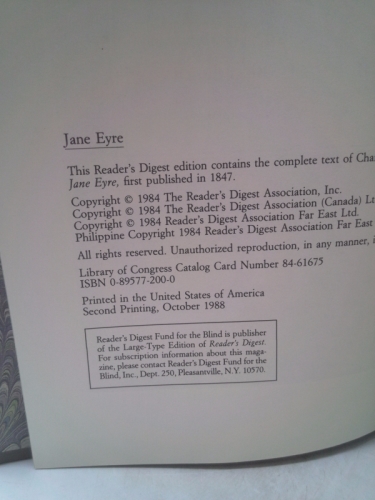 Jane Eyre
This Reader's Digest edition contains the complete text of
Jane Eyre, first published in 1847.
Copyright © 1984 The Reader's Digest Association, Inc.
Copyright © 1984 The Reader's Digest Association (Canada)
Copyright © 1984 Reader's Digest Association Far East Ltd.
Philippine Copyright 1984 Reader's Digest Association Far East
All rights reserved. Unauthorized reproduction, in any manner,
Library of Congress Catalog Card Number 84-61675
ISBN 0-89577-200-0
Printed in the United States of America
Second Printing, October 1988
Reader's Digest Fund for the Blind is publisher
of the Large-Type Edition of Reader's Digest.
For subscription information about this maga-
zine, please contact Reader's Digest Fund for the
Blind, Inc., Dept. 250, Pleasantville, N.Y. 10570.